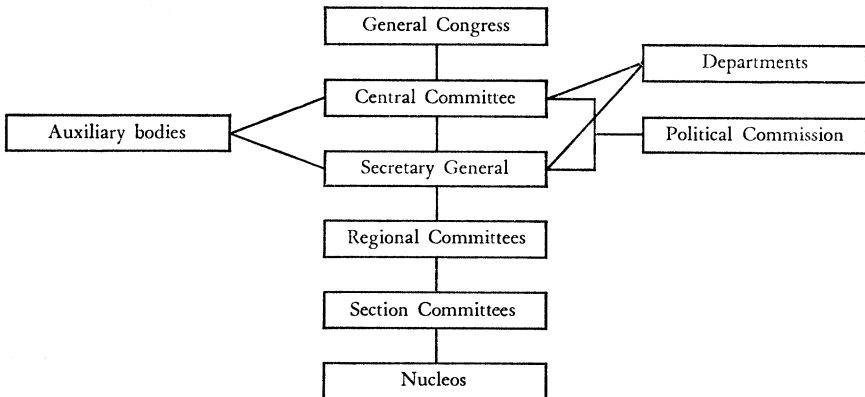 General Congress
Departments
Central Committee
Auxiliary bodies
Political Commission
Secretary General
Regional Committees
Section Committees
Nucleos